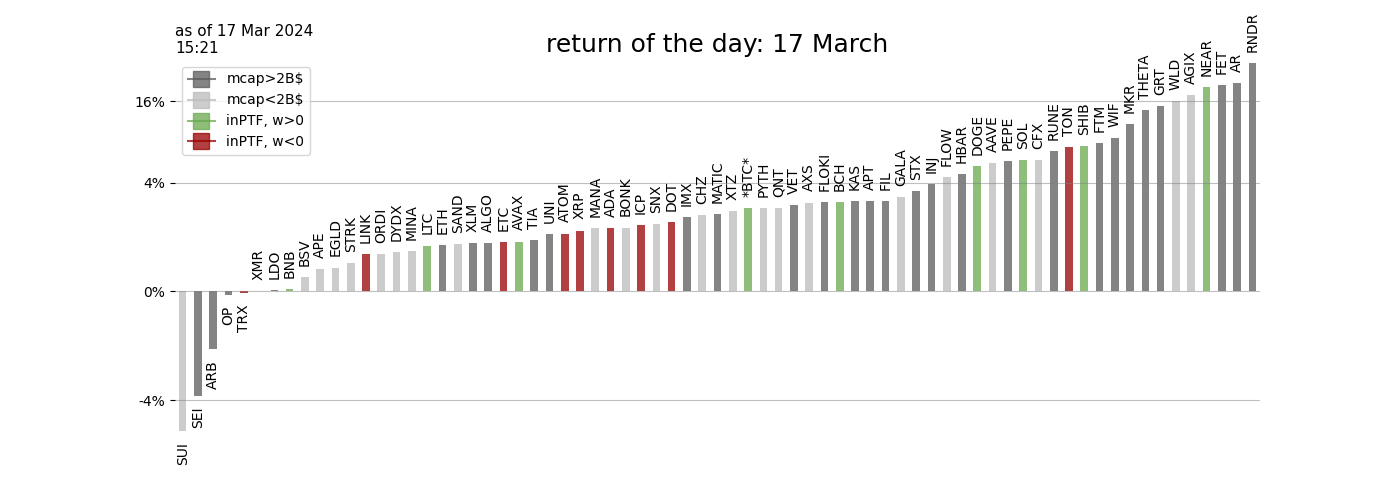 as of 17 Mar 2024
15:21
return of the day: 17 March
mcap>2B$
mcap<2B$
inPTF, w>0
inPTF, w<0
16%
4%
0%
-4%
SUI
SEI
ARB
OP
TRX
XMR
LDO
BNB
BSV
APE
EGLD
STRK
LINK
ORDI
DYDX
MINA
LTC
ETH
SAND
XLM
ALGO
ETC
AVAX
TIA
UNI
ATOM
XRP
MANA
ADA
BONK
ICP
SNX
DOT
IMX
CHZ
MATIC
XTZ
*BTC*
PYTH
QNT
VET
AXS
FLOKI
BCH
KAS
APT
FIL
GALA
STX
INJ
FLOW
HBAR
DOGE
AAVE
PEPE
SOL
CFX
RUNE
TON
SHIB
FTM
WIF
MKR
THETA
GRT
WLD
AGIX
NEAR
FET
AR
RNDR